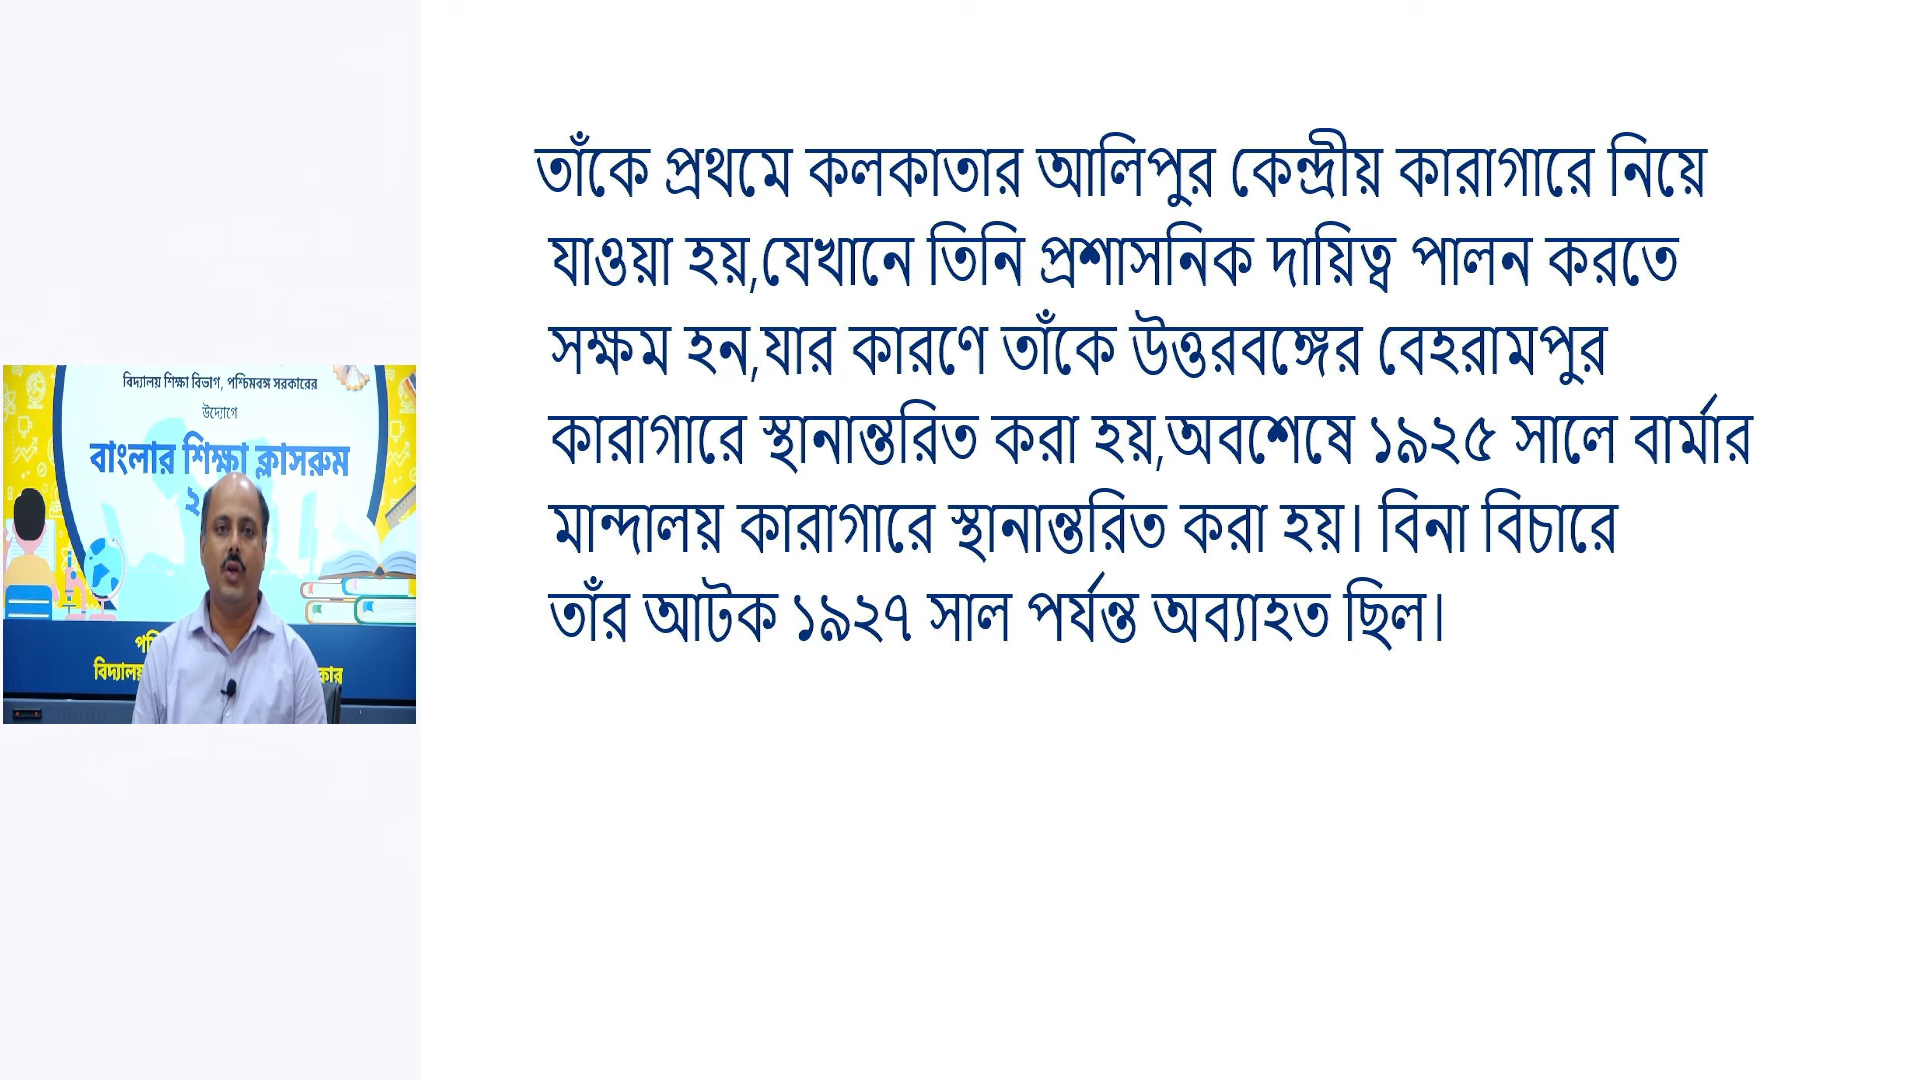 বিদ্যালয় শিক্ষা বিভাগ, পশ্চিমবঙ্গ সরকারের
উদ্যোগে
বাংলার শিক্ষা ক্লাসরুম
তাঁকে প্রথমে কলকাতার আলিপুর কেন্দ্রীয় কারাগারে নিয়ে
যাওয়া হয়,যেখানে তিনি প্রশাসনিক দায়িত্ব পালন করতে
সক্ষম হন,যার কারণে তাঁকে উত্তরবঙ্গের বেহরামপুর
কারাগারে স্থানান্তরিত করা হয়,অবশেষে ১৯২৫ সালে বার্মার
মান্দালয় কারাগারে স্থানান্তরিত করা হয়। বিনা বিচারে
তাঁর আটক ১৯২৭ সাল পর্যন্ত অব্যাহত ছিল।